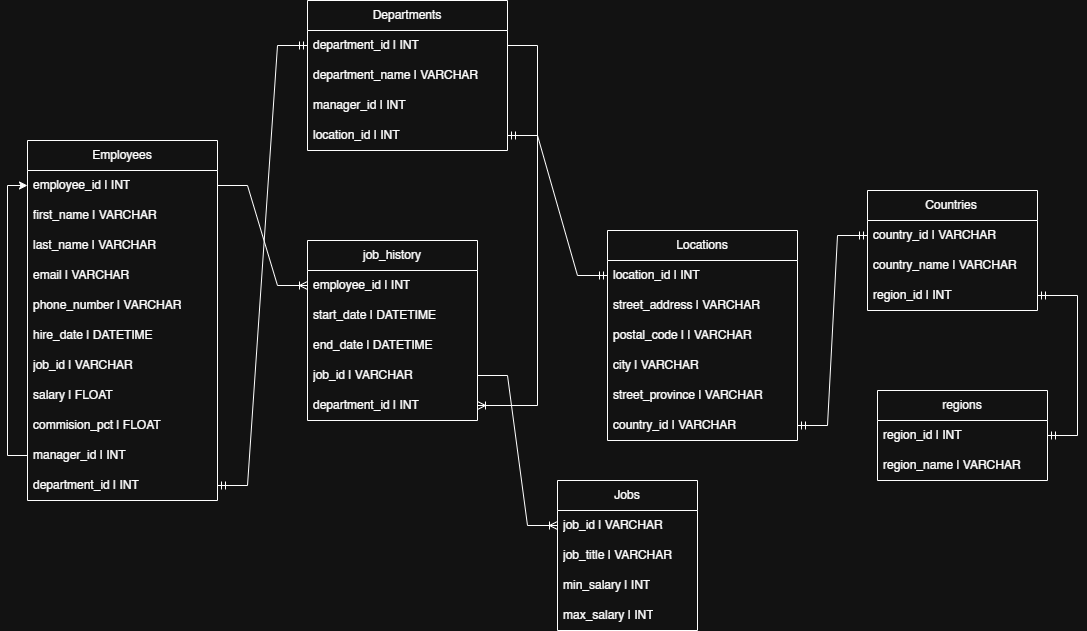 Departments
department_id | INT
department_name | VARCHAR
manager_id | INT
location_id | INT
Employees
employee_id | INT
first_name | VARCHAR
last_name | VARCHAR
email | VARCHAR
phone_number | VARCHAR
hire_date | DATETIME
job_id | VARCHAR
salary | FLOAT
commision_pct | FLOAT
manager_id | INT
department_id | INT
job_history
employee_id | INT
start_date | DATETIME
end_date | DATETIME
job_id | VARCHAR
department_id | INT
Locations
location_id | INT
street_address | VARCHAR
postal_code | | VARCHAR
city | VARCHAR
street_province | VARCHAR
country_id | VARCHAR
Countries
country_id | VARCHAR
country_name | VARCHAR
region_id | INT
regions
region_id | INT
region_name | VARCHAR
Jobs
job_id | VARCHAR
job_title | VARCHAR
min_salary | INT
max_salary | INT